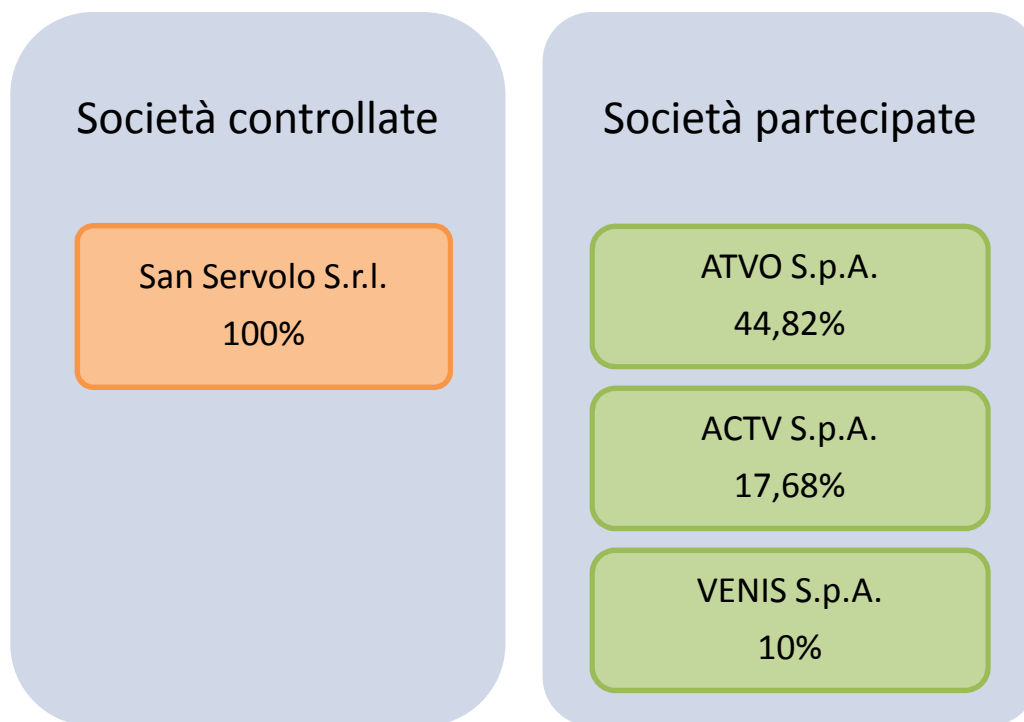 Società controllate
San Servolo S.r.l.
100%
Società partecipate
ATVO S.p.A.
44,82%
ACTV S.p.A.
17,68%
VENIS S.p.A.
10%